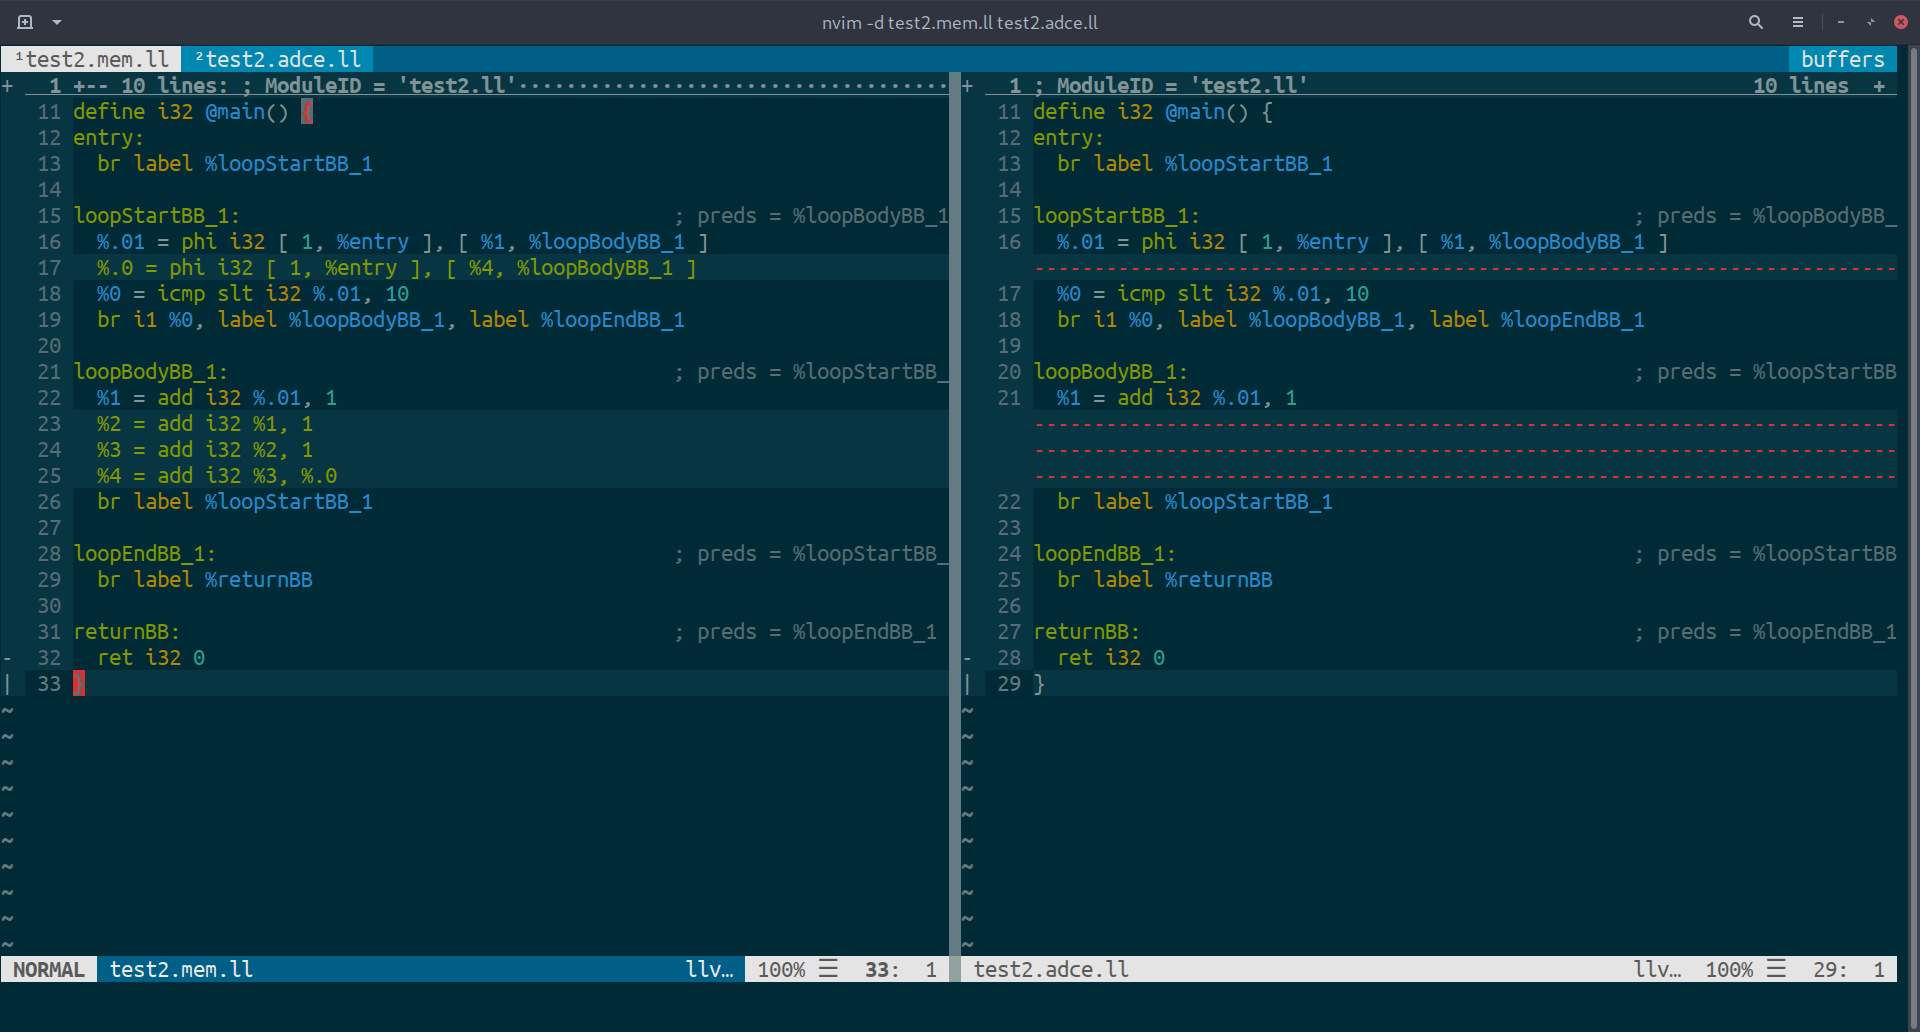 nvim -d test2.mem.ll test2.adce.ll
¹test2.mem.ll ²test2.adce.ll buffers
+ 1 +-- 10 lines: ; ModuleID = 'test2.ll'····································
11 define i32 @main() {
12 entry:
13 br label %loopStartBB_1
14
15 loopStartBB_1: ; preds = %loopBodyBB_1
16 %.01 = phi i32 [ 1, %entry ], [ %1, %loopBodyBB_1 ]
17 %.0 = phi i32 [ 1, %entry ], [ %4, %loopBodyBB_1 ]
18 %0 = icmp slt i32 %.01, 10
19 br i1 %0, label %loopBodyBB_1, label %loopEndBB_1
20
21 loopBodyBB_1: ; preds = %loopStartBB_
22 %1 = add i32 %.01, 1
23 %2 = add i32 %1, 1
24 %3 = add i32 %2, 1
25 %4 = add i32 %3, %.0
26 br label %loopStartBB_1
27
28 loopEndBB_1: ; preds = %loopStartBB_
29 br label %returnBB
30
31 returnBB: ; preds = %loopEndBB_1
- 32 ret i32 0
| 33 }
~
~
~
~
~
~
~
~
~
~
NORMAL test2.mem.ll llv… 100% ☰ 33: 1
+ 1 ; ModuleID = 'test2.ll' 10 lines +
11 define i32 @main() {
12 entry:
13 br label %loopStartBB_1
14
15 loopStartBB_1: ; preds = %loopBodyBB_
16 %.01 = phi i32 [ 1, %entry ], [ %1, %loopBodyBB_1 ]
------------------------------------------------------------------------
17 %0 = icmp slt i32 %.01, 10
18 br i1 %0, label %loopBodyBB_1, label %loopEndBB_1
19
20 loopBodyBB_1: ; preds = %loopStartBB
21 %1 = add i32 %.01, 1
------------------------------------------------------------------------
------------------------------------------------------------------------
------------------------------------------------------------------------
22 br label %loopStartBB_1
23
24 loopEndBB_1: ; preds = %loopStartBB
25 br label %returnBB
26
27 returnBB: ; preds = %loopEndBB_1
- 28 ret i32 0
| 29 }
~
~
~
~
~
~
~
~
~
~
test2.adce.ll llv… 100% ☰ 29: 1